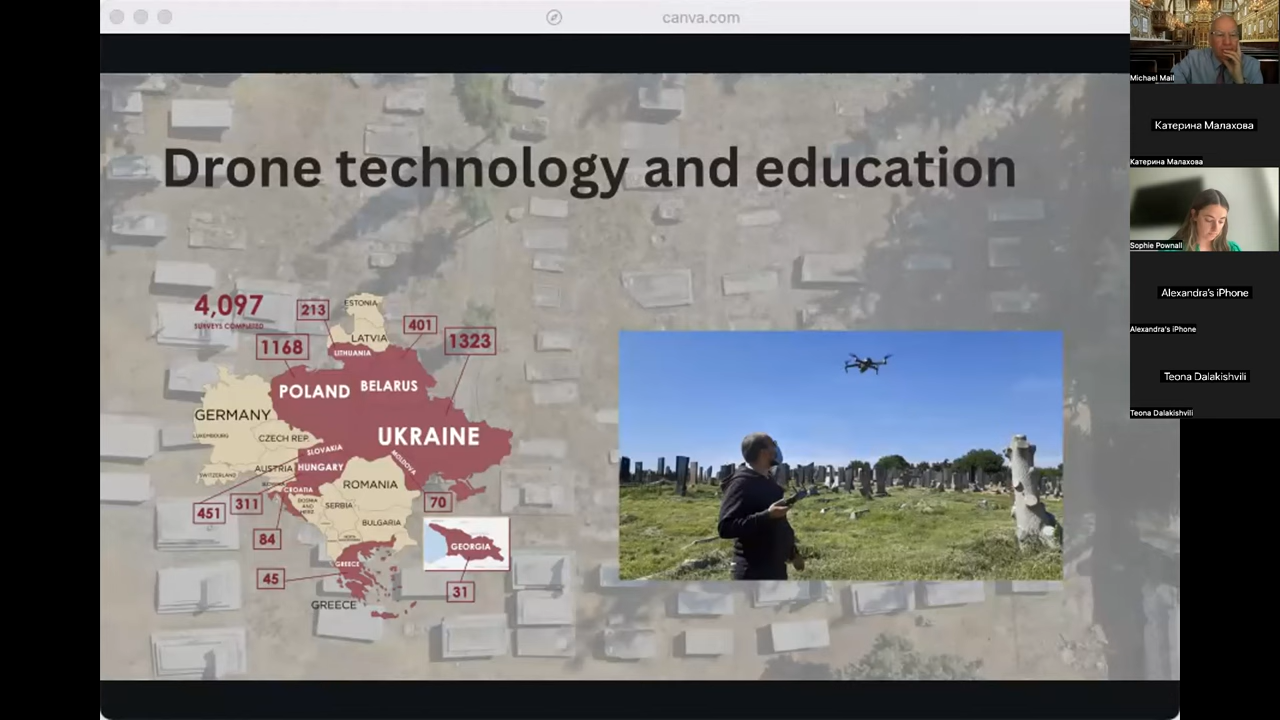 canva.com
Drone technology and education
4,097
SURVEYS COMPLETED
213
ESTONIA
401
1323
1168
LATVIA
LITHUANIA
POLAND
BELARUS
GERMANY
LUXEMBOURG
CZECH REP.
UKRAINE
SLOVAKIA
MOLDOVA
AUSTRIA
HUNGARY
SWITZERLAND
CROATIA
ROMANIA
BOSNIA
AND
HERZ
SERBIA
BULGARIA
451
311
70
84
GEORGIA
GREECE
45
31
GREECE
Michael Mail
Катерина Малахова
Катерина Малахова
Sophie Pownall
Alexandra's iPhone
Alexandra's iPhone
Teona Dalakishvili
Teona Dalakishvili